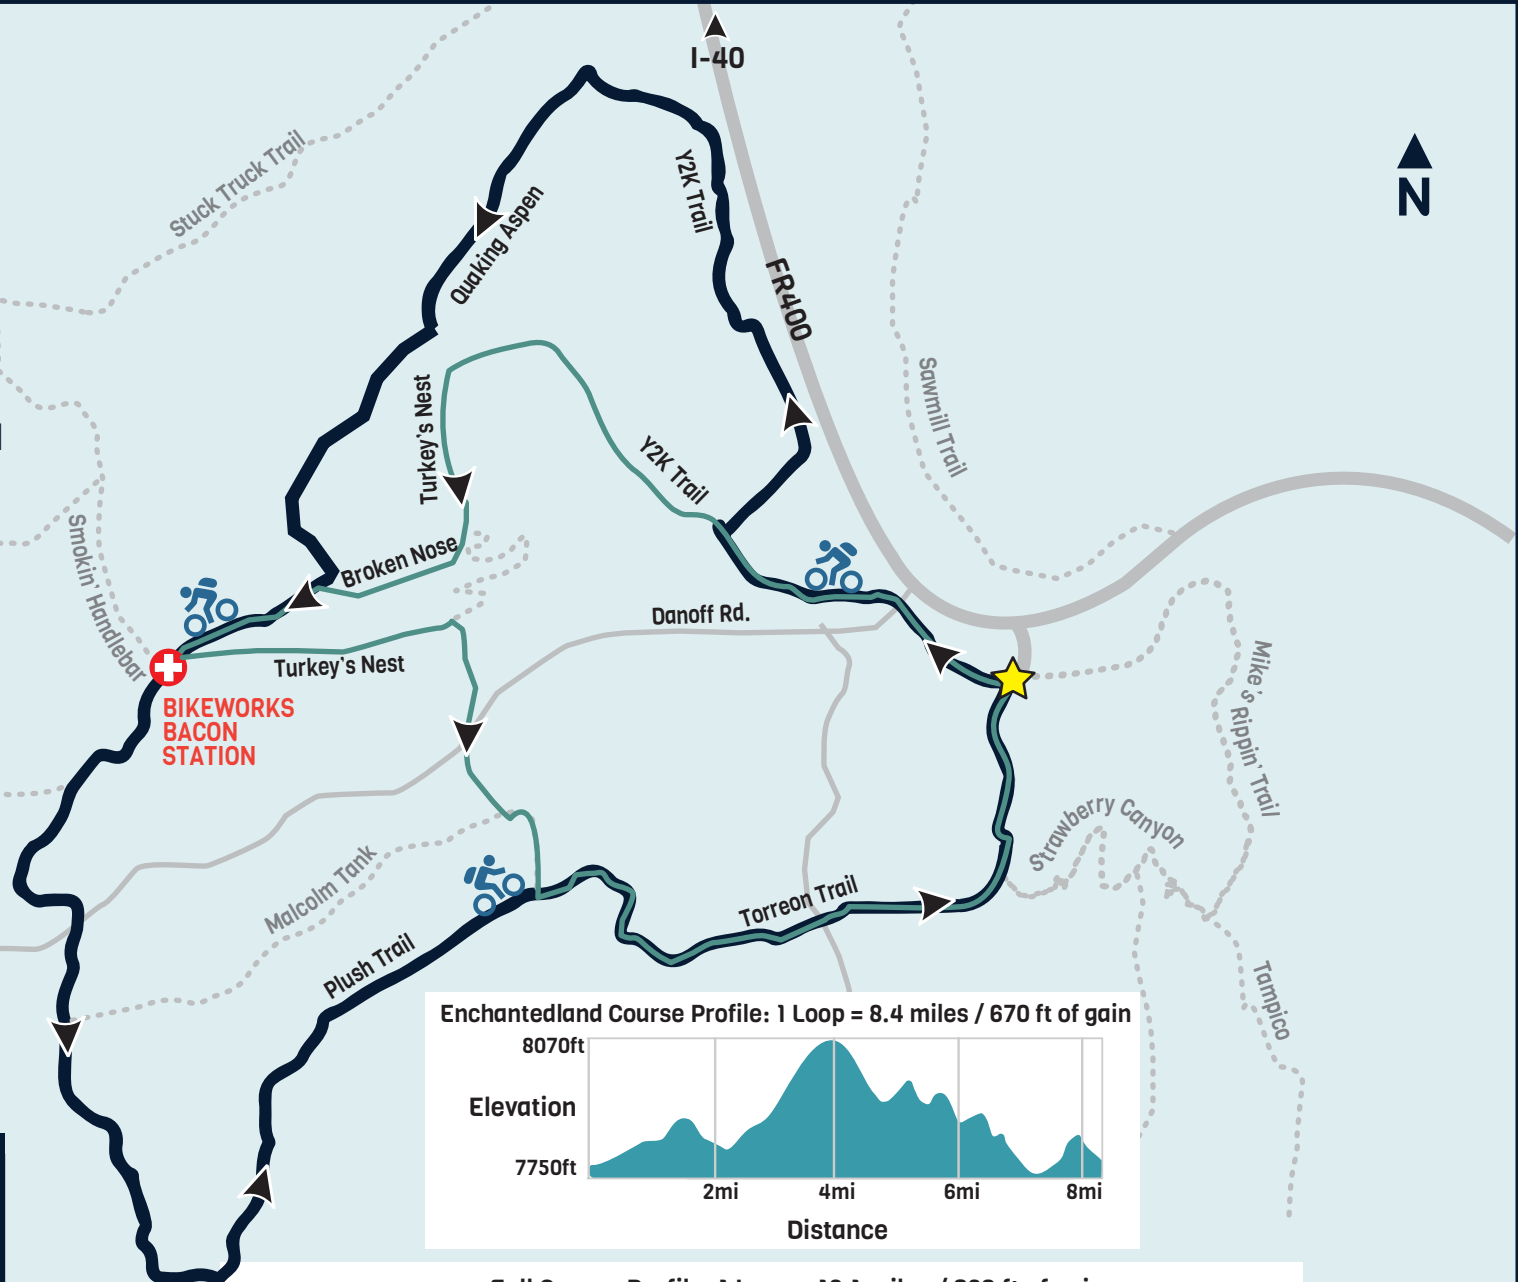 I-40
N
Stuck Truck Trail
Y2K Trail
Quaking Aspen
FR400
Sawmill Trail
Turkey's Nest
Y2K Trail
Broken Nose
Smokin' Handlebar
Danoff Rd.
Turkey's Nest
BIKEWORKS
BACON
STATION
Mike's Rippin' Trail
Strawberry Canyon
Malcolm Tank
Torreon Trail
Plush Trail
Tampico
Enchantedland Course Profile: 1 Loop = 8.4 miles / 670 ft of gain
8070ft
Elevation
7750ft
2mi
4mi
6mi
8mi
Distance